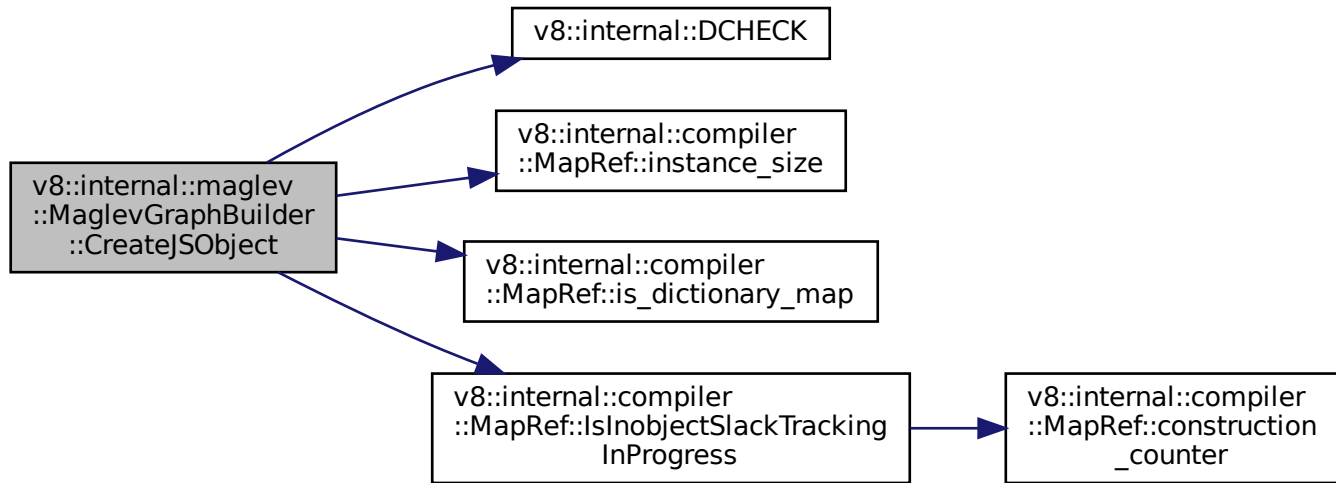 v8::internal::DCHECK
v8::internal::compiler
::MapRef::instance_size
v8::internal::maglev
::MaglevGraphBuilder
::CreateJSObject
v8::internal::compiler
::MapRef::is_dictionary_map
v8::internal::compiler
::MapRef::IsInobjectSlackTracking
InProgress
v8::internal::compiler
::MapRef::construction
_counter